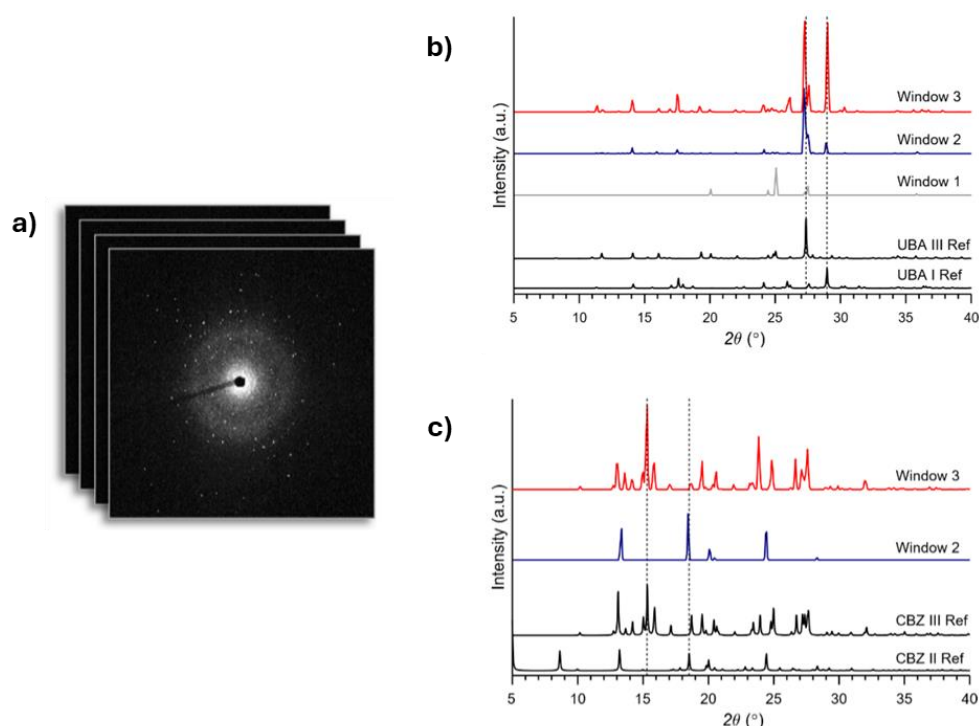 a)
b)
Intensity (a.u.)
Window 3
Window 2
Window 1
UBA III Ref
UBA I Ref
5 10 15 20 25 30 35 40
2θ (°)
c)
Intensity (a.u.)
Window 3
Window 2
CBZ III Ref
CBZ II Ref
5 10 15 20 25 30 35 40
2θ (°)